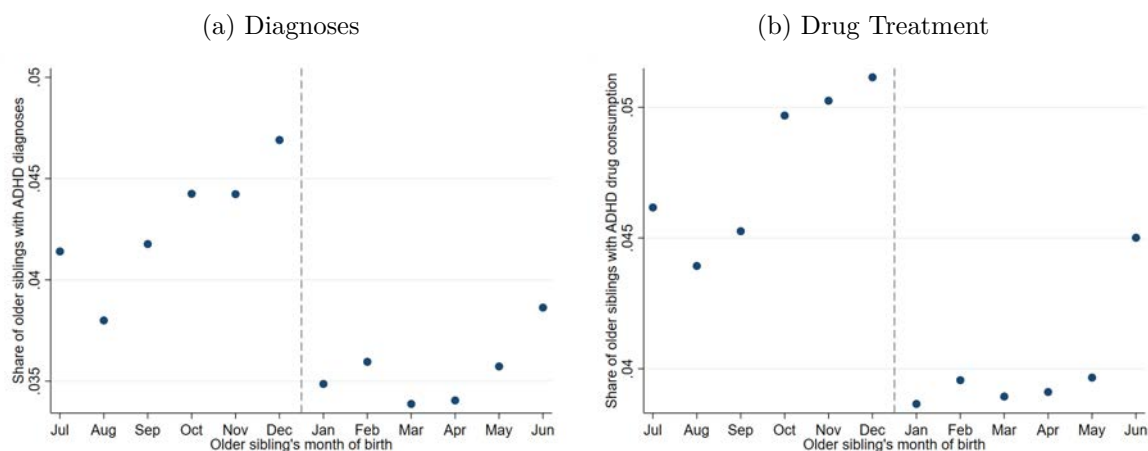 (a) Diagnoses
Share of older siblings with ADHD diagnoses
.05
.045
.04
.035
Jul Aug Sep Oct Nov Dec Jan Feb Mar Apr May Jun
Older sibling's month of birth
(b) Drug Treatment
Share of older siblings with ADHD drug consumption
.05
.045
.04
Jul Aug Sep Oct Nov Dec Jan Feb Mar Apr May Jun
Older sibling's month of birth